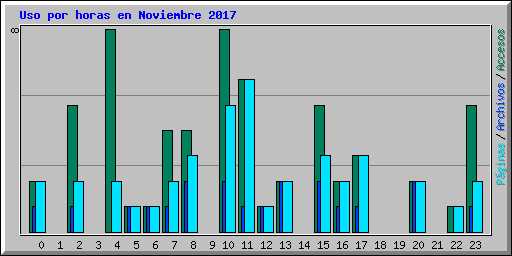 Uso por horas en Noviembre 2017
8
Páginas / Archivos / Accesos
0 1 2 3 4 5 6 7 8 9 10 11 12 13 14 15 16 17 18 19 20 21 22 23